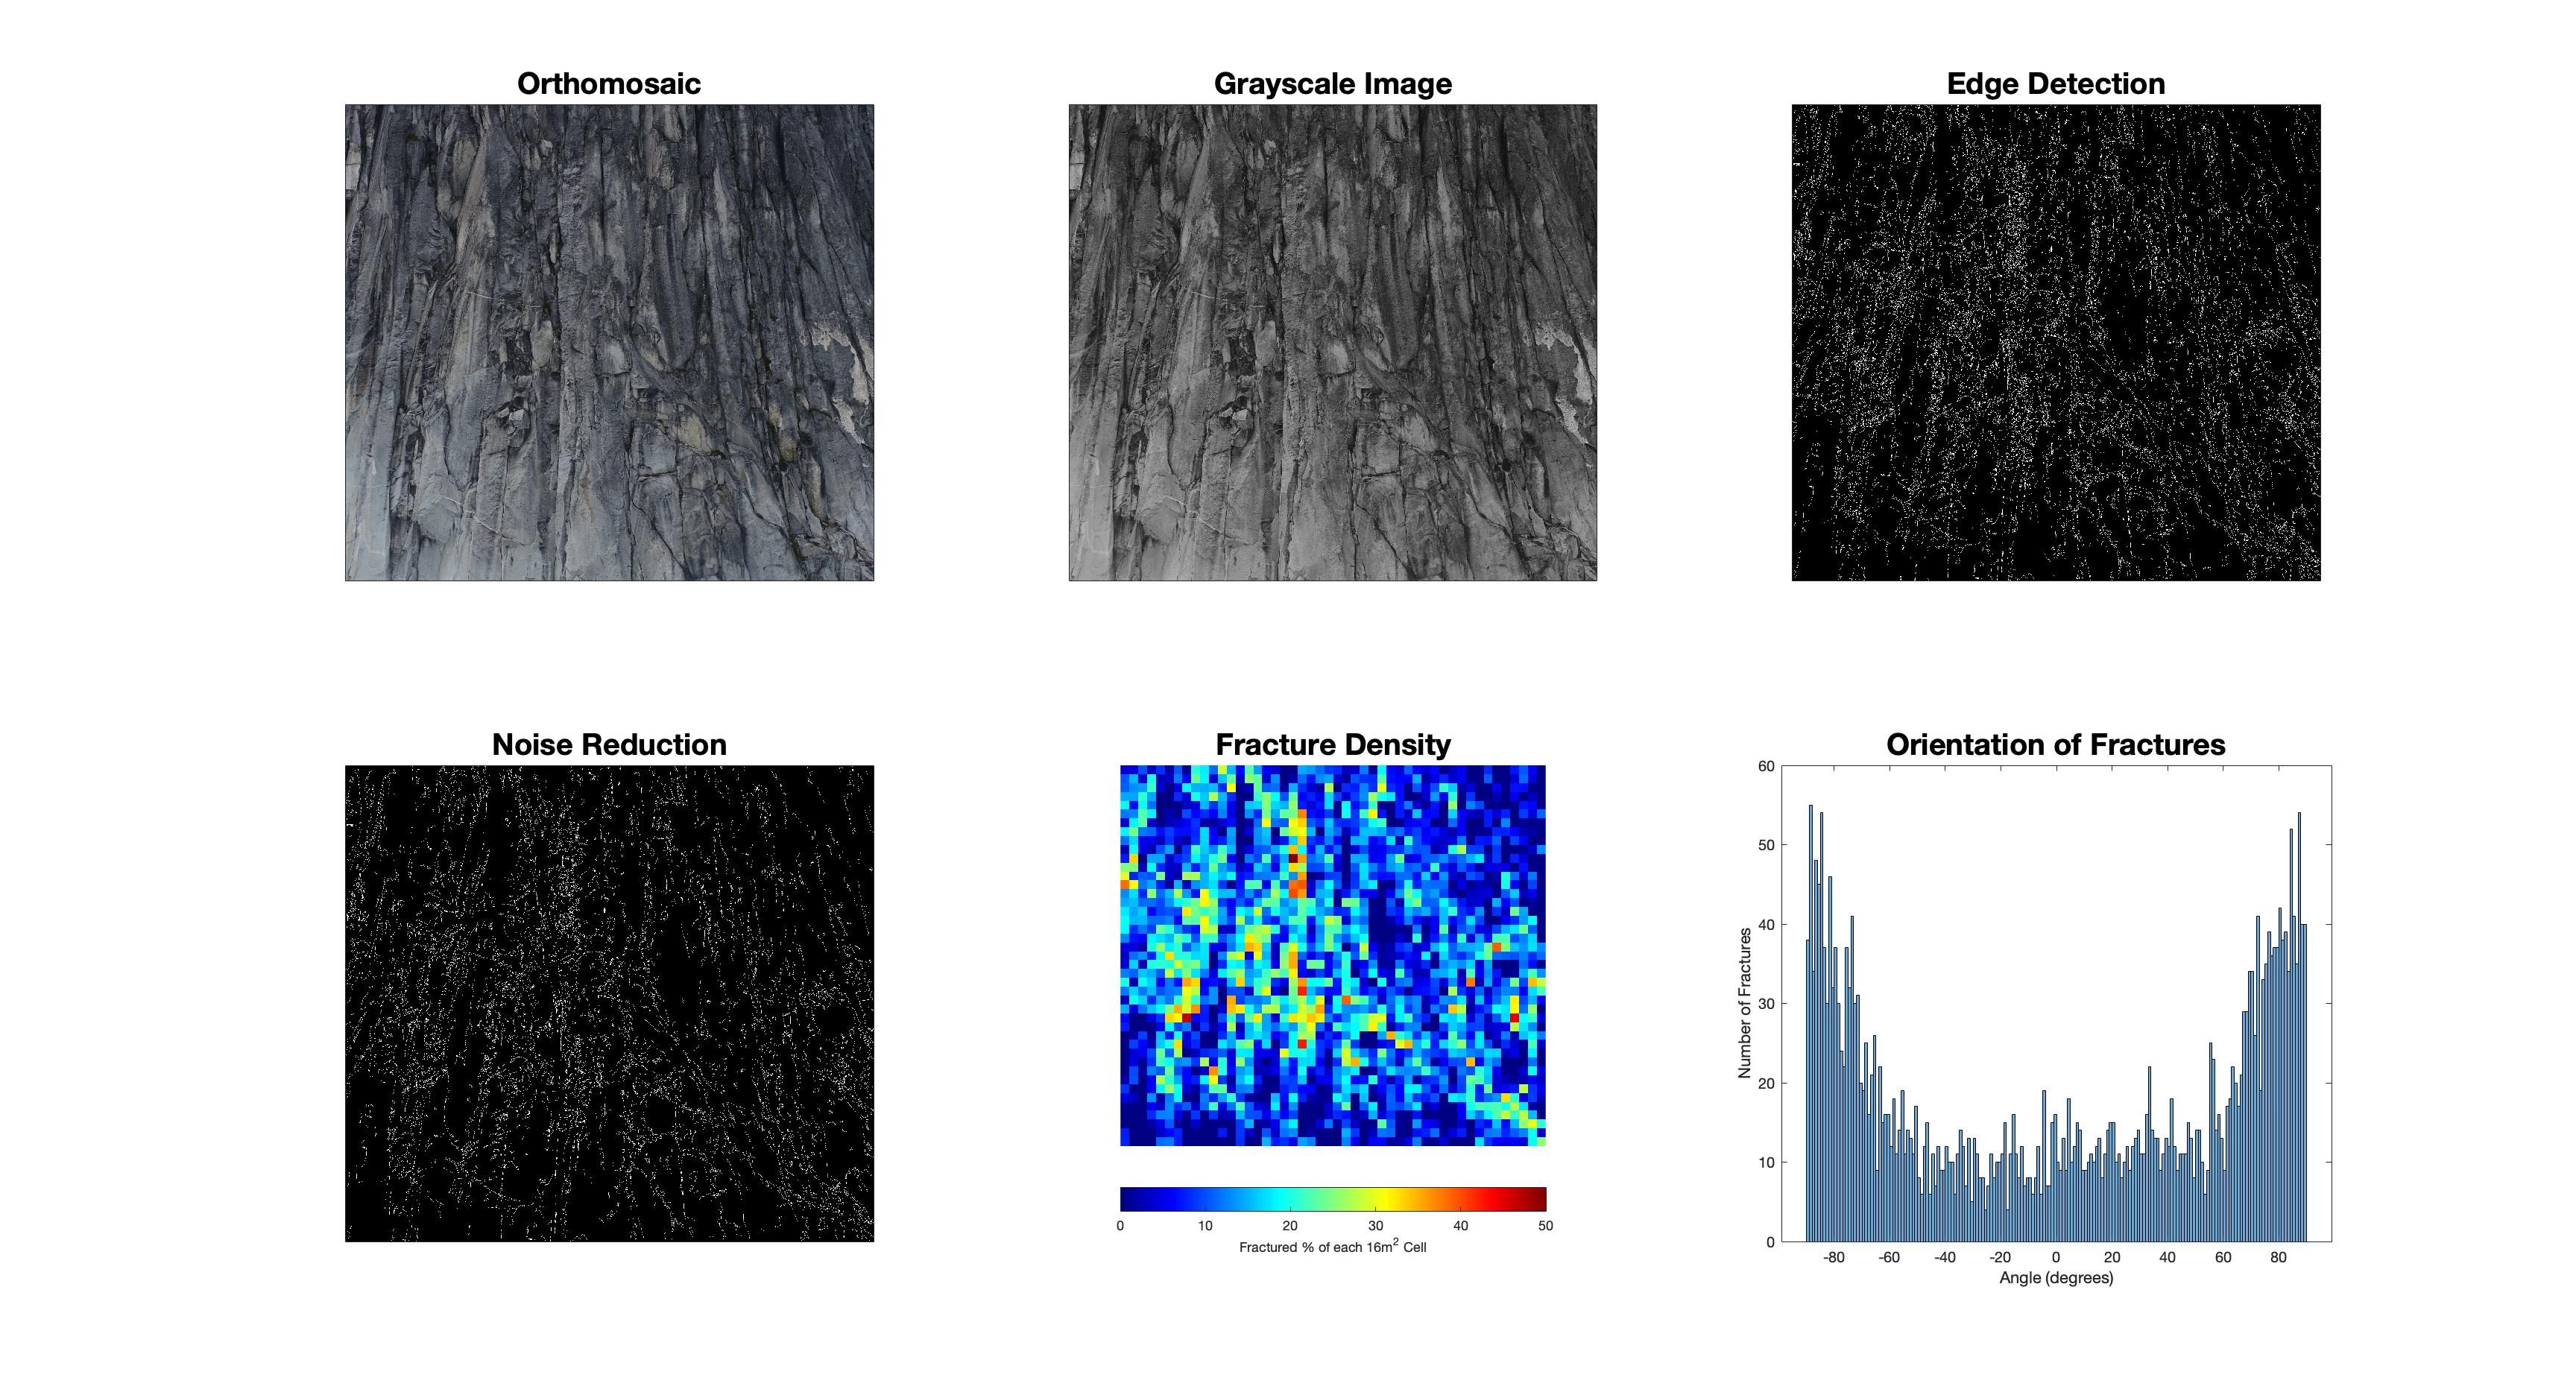 Orthomosaic
Grayscale Image
Edge Detection
Noise Reduction
Fracture Density
0 10 20 30 40 50
Fractured % of each 16m² Cell
Orientation of Fractures
60
50
40
30
20
10
0
Number of Fractures
-80 -60 -40 -20 0 20 40 60 80
Angle (degrees)